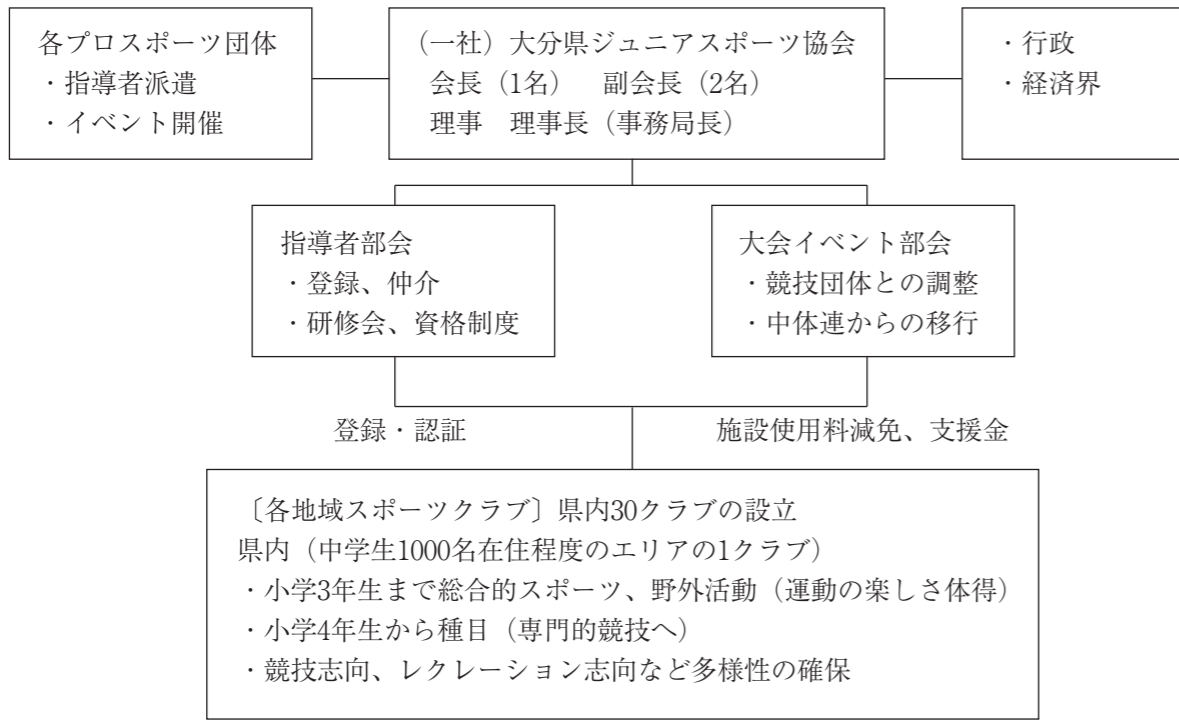 各プロスポーツ団体
・指導者派遣
・イベント開催
（一社）大分県ジュニアスポーツ協会
会長（1名）　副会長（2名）
理事　理事長（事務局長）
・行政
・経済界
指導者部会
・登録、仲介
・研修会、資格制度
大会イベント部会
・競技団体との調整
・中体連からの移行
登録・認証
施設使用料減免、支援金
〔各地域スポーツクラブ〕県内30クラブの設立
県内（中学生1000名在住程度のエリアの1クラブ）
・小学3年生まで総合的スポーツ、野外活動（運動の楽しさ体得）
・小学4年生から種目（専門的競技へ）
・競技志向、レクレーション志向など多様性の確保